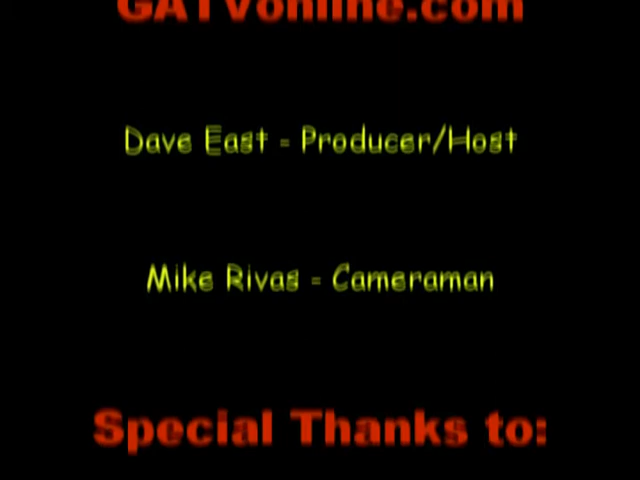 GATVonline.com
Dave East - Producer/Host
Mike Rivas - Cameraman
Special Thanks to: